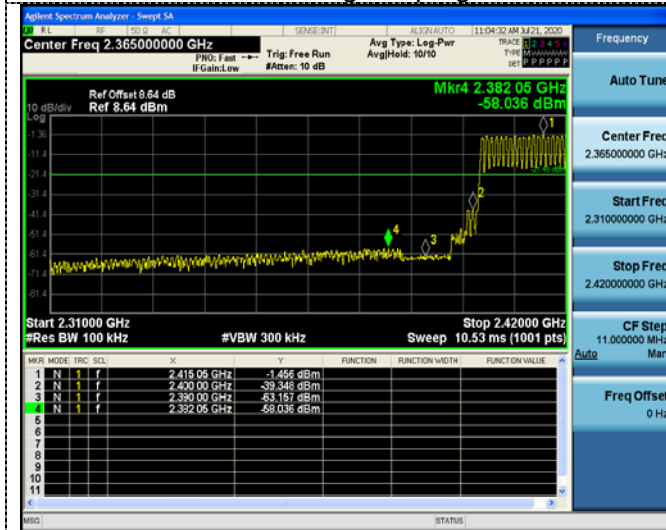 Agilent Spectrum Analyzer - Swept SA
RL RF 50 Ω AC SENSE:INT ALIGN AUTO 11:04:32 AM Jul 21, 2020
Center Freq 2.365000000 GHz
PNO: Fast
IFGain:Low
Trig: Free Run
#Atten: 10 dB
Avg Type: Log-Pwr
Avg|Hold: 10/10
TRACE 1 2 3 4 5 6
TYPE M
DET P P P P P P
Ref Offset 8.64 dB
10 dB/div Ref 8.64 dBm
Log
Mkr4 2.382 05 GHz
-58.036 dBm
-1.36
-11.4
-21.4
-31.4
-41.4
-51.4
-61.4
-71.4
-81.4
1
2
3
4
Start 2.31000 GHz Stop 2.42000 GHz
#Res BW 100 kHz #VBW 300 kHz Sweep 10.53 ms (1001 pts)
MKR MODE TRC SCL X Y FUNCTION FUNCTION WIDTH FUNCTION VALUE
1 N 1 f 2.415 05 GHz -1.456 dBm
2 N 1 f 2.400 00 GHz -39.348 dBm
3 N 1 f 2.390 00 GHz -63.157 dBm
4 N 1 f 2.382 05 GHz -58.036 dBm
5
6
7
8
9
10
11
MSG STATUS
Frequency
Auto Tune
Center Freq
2.365000000 GHz
Start Freq
2.310000000 GHz
Stop Freq
2.420000000 GHz
CF Step
11.000000 MHz
Auto Man
Freq Offset
0 Hz